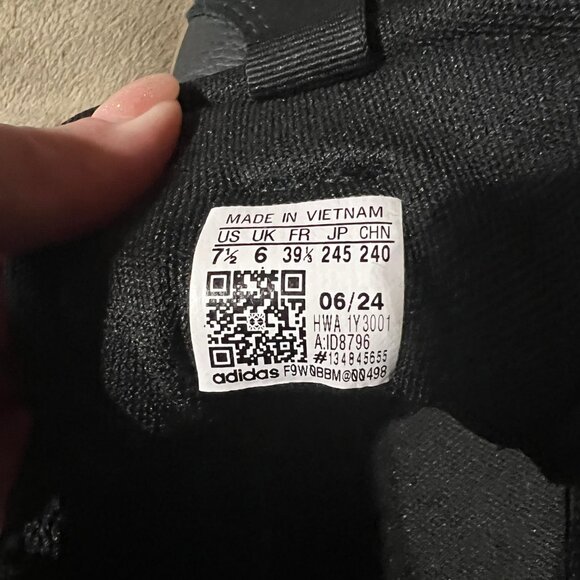 MADE IN VIETNAM
US UK FR JP CHN
7½ 6 39⅓ 245 240
06/24
HWA 1Y3001
A:ID8796
#134845655
adidas F9W0BBM@00498